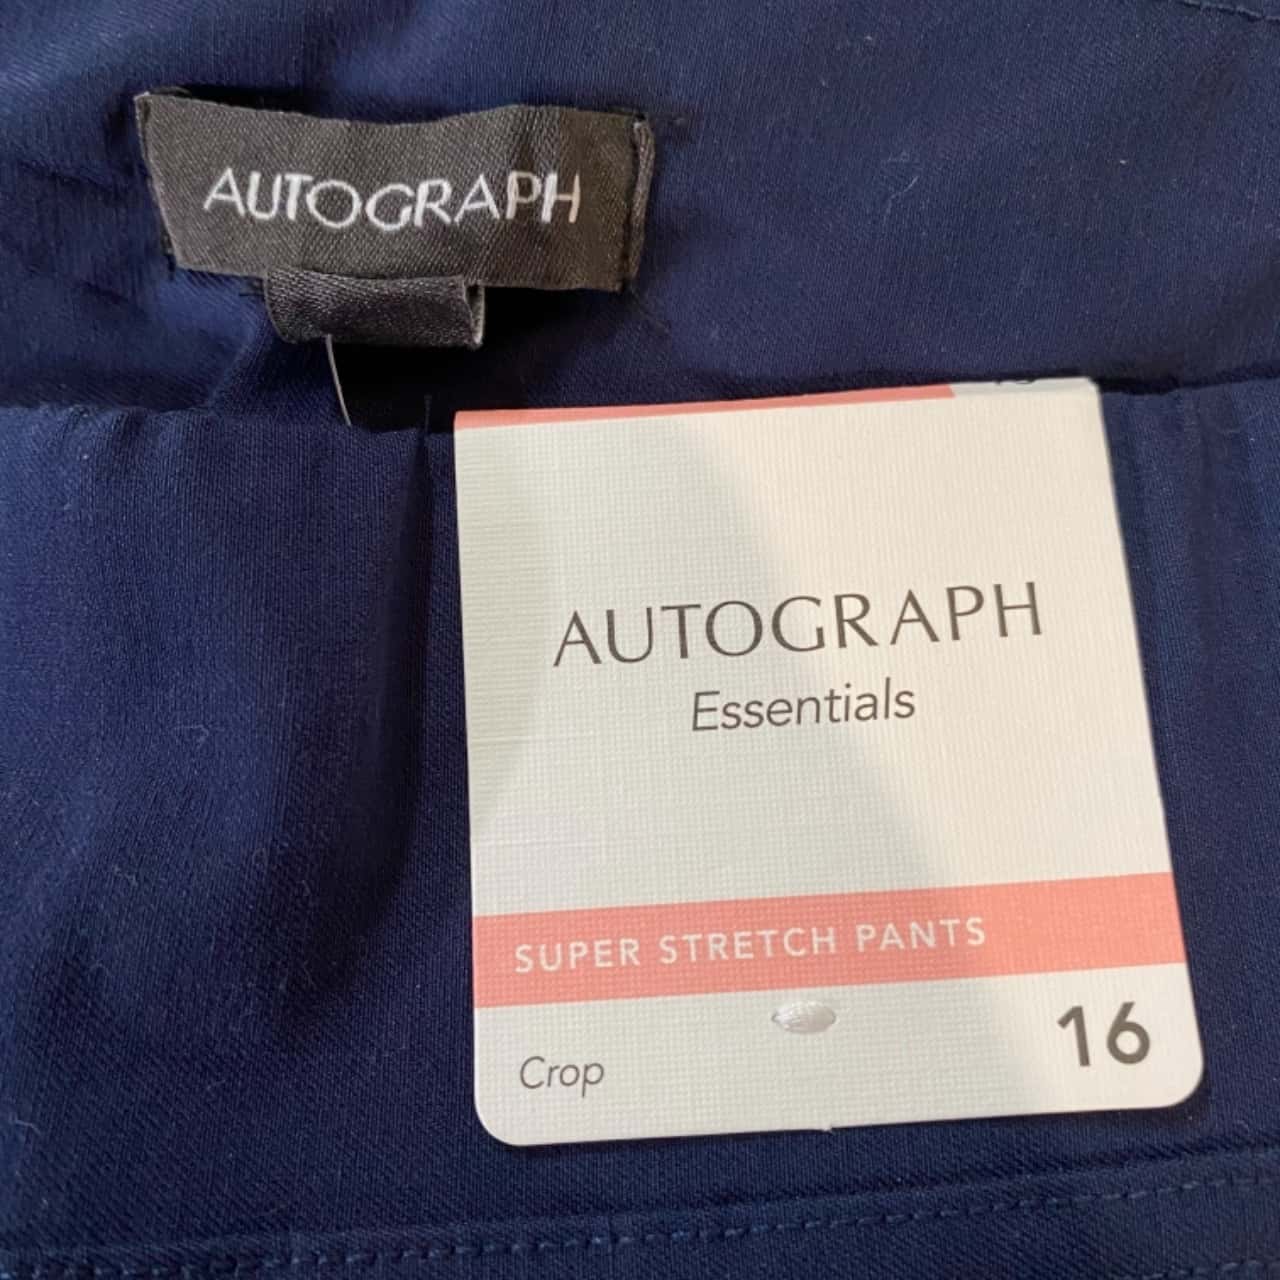 AUTOGRAPH
AUTOGRAPH
Essentials
SUPER STRETCH PANTS
Crop
16